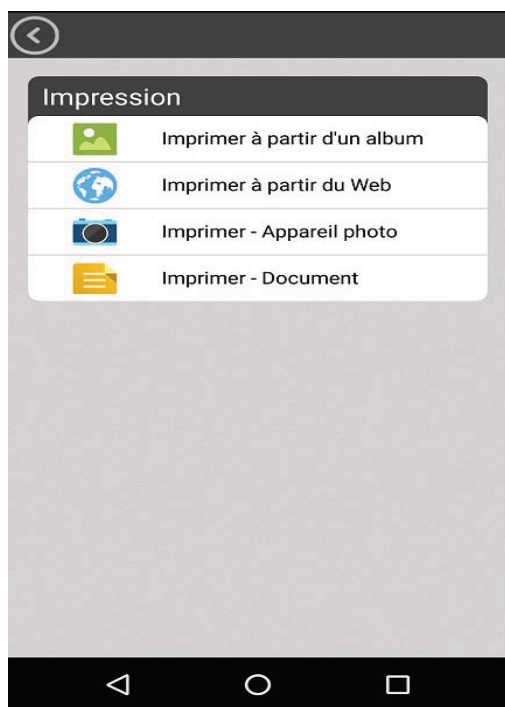 Impression
Imprimer à partir d'un album
Imprimer à partir du Web
Imprimer - Appareil photo
Imprimer - Document